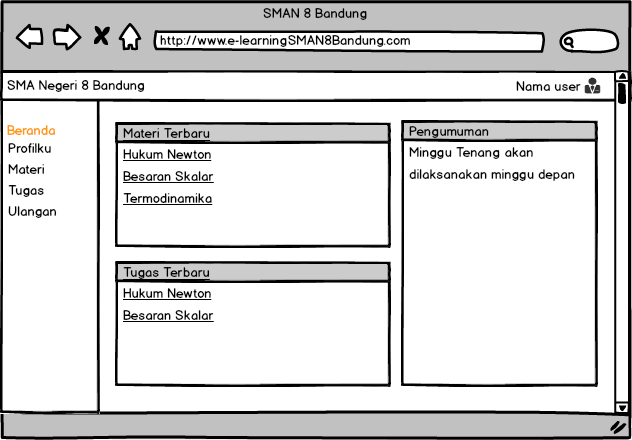 SMAN 8 Bandung
http://www.e-learningSMAN8Bandung.com
SMA Negeri 8 Bandung
Nama user
Beranda
Profilku
Materi
Tugas
Ulangan
Materi Terbaru
Hukum Newton
Besaran Skalar
Termodinamika
Tugas Terbaru
Hukum Newton
Besaran Skalar
Pengumuman
Minggu Tenang akan
dilaksanakan minggu depan